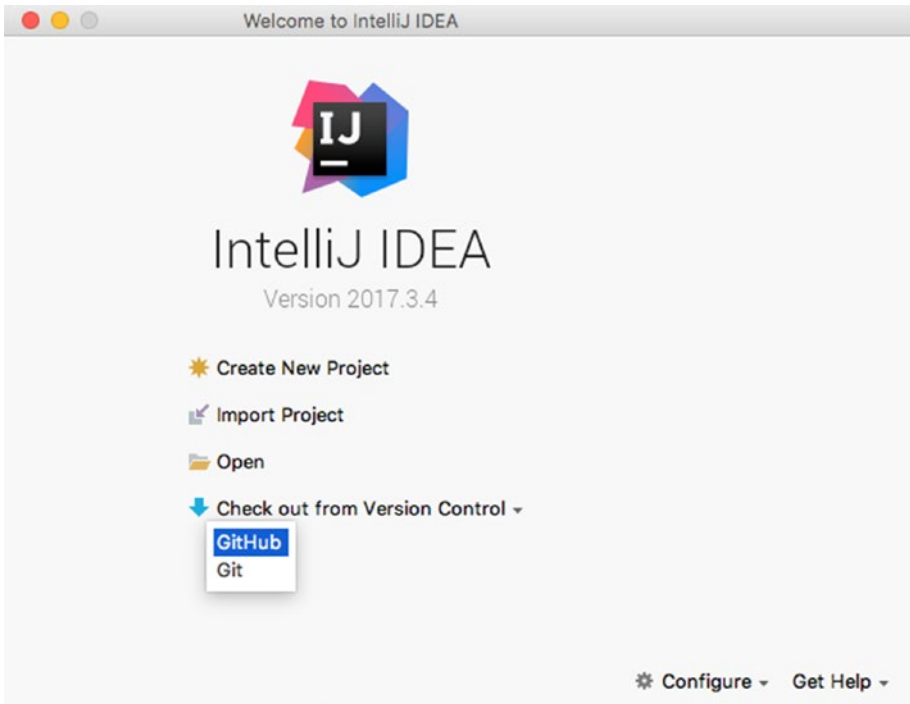 Welcome to IntelliJ IDEA
IJ
IntelliJ IDEA
Version 2017.3.4
Create New Project
Import Project
Open
Check out from Version Control
GitHub
Git
Configure
Get Help